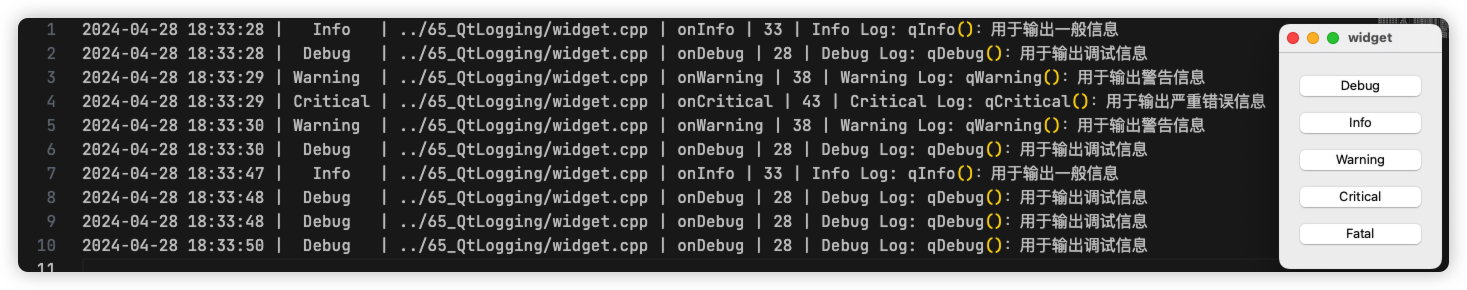 1 2024-04-28 18:33:28 | Info | ../65_QtLogging/widget.cpp | onInfo | 33 | Info Log: qInfo(): 用于输出一般信息
2 2024-04-28 18:33:28 | Debug | ../65_QtLogging/widget.cpp | onDebug | 28 | Debug Log: qDebug(): 用于输出调试信息
3 2024-04-28 18:33:29 | Warning | ../65_QtLogging/widget.cpp | onWarning | 38 | Warning Log: qWarning(): 用于输出警告信息
4 2024-04-28 18:33:29 | Critical | ../65_QtLogging/widget.cpp | onCritical | 43 | Critical Log: qCritical(): 用于输出严重错误信息
5 2024-04-28 18:33:30 | Warning | ../65_QtLogging/widget.cpp | onWarning | 38 | Warning Log: qWarning(): 用于输出警告信息
6 2024-04-28 18:33:30 | Debug | ../65_QtLogging/widget.cpp | onDebug | 28 | Debug Log: qDebug(): 用于输出调试信息
7 2024-04-28 18:33:47 | Info | ../65_QtLogging/widget.cpp | onInfo | 33 | Info Log: qInfo(): 用于输出一般信息
8 2024-04-28 18:33:48 | Debug | ../65_QtLogging/widget.cpp | onDebug | 28 | Debug Log: qDebug(): 用于输出调试信息
9 2024-04-28 18:33:48 | Debug | ../65_QtLogging/widget.cpp | onDebug | 28 | Debug Log: qDebug(): 用于输出调试信息
10 2024-04-28 18:33:50 | Debug | ../65_QtLogging/widget.cpp | onDebug | 28 | Debug Log: qDebug(): 用于输出调试信息
11
widget
Debug
Info
Warning
Critical
Fatal